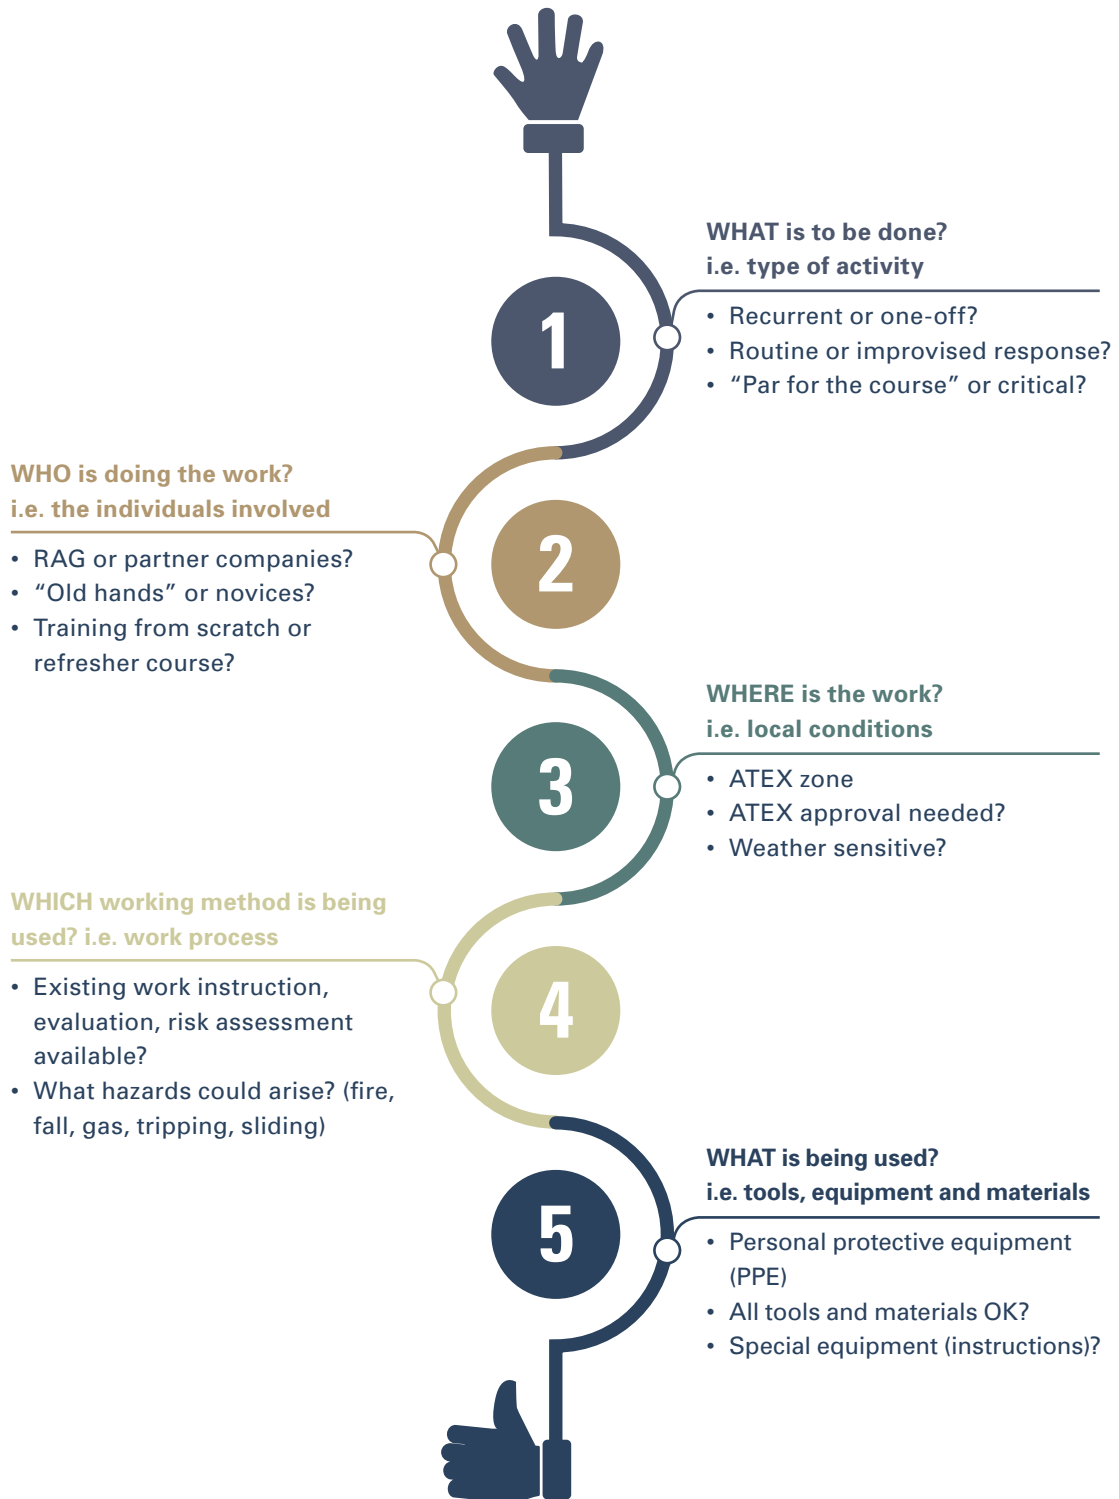 1
WHAT is to be done?
i.e. type of activity
• Recurrent or one-off?
• Routine or improvised response?
• “Par for the course” or critical?
2
WHO is doing the work?
i.e. the individuals involved
• RAG or partner companies?
• “Old hands” or novices?
• Training from scratch or
refresher course?
3
WHERE is the work?
i.e. local conditions
• ATEX zone
• ATEX approval needed?
• Weather sensitive?
4
WHICH working method is being
used? i.e. work process
• Existing work instruction,
evaluation, risk assessment
available?
• What hazards could arise? (fire,
fall, gas, tripping, sliding)
5
WHAT is being used?
i.e. tools, equipment and materials
• Personal protective equipment
(PPE)
• All tools and materials OK?
• Special equipment (instructions)?